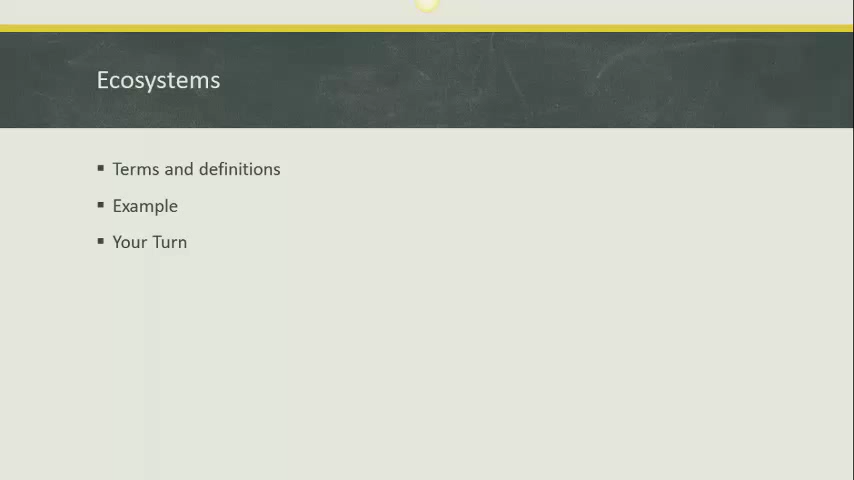 Ecosystems
▪ Terms and definitions
▪ Example
▪ Your Turn